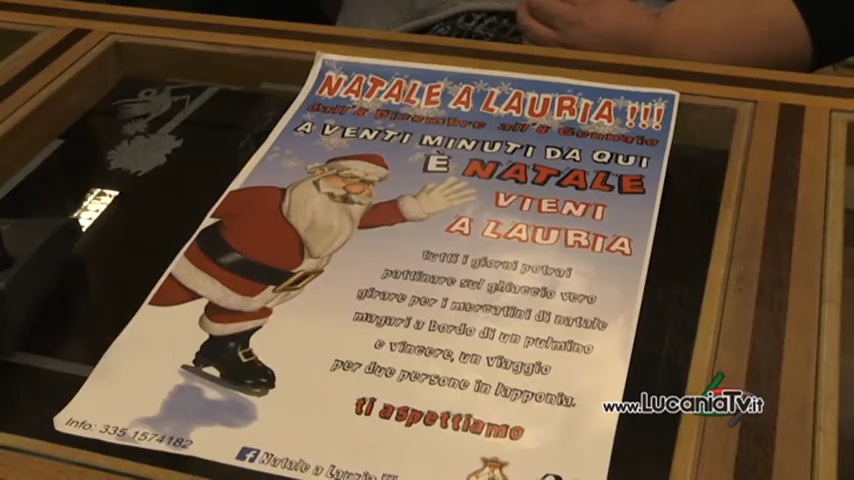 NATALE A LAURIA !!!
dall'8 Dicembre all'8 Gennaio
A VENTI MINUTI DA QUI
È NATALE
VIENI
A LAURIA
tutti i giorni potrai
pattinare sul ghiaccio vero
girare per i mercatini di natale
magari a bordo di un pulmino
e vincere, un viaggio
per due persone in lapponia.
ti aspettiamo
www.LucaniaTv.it
Info: 335 1574182
f Natale a Lauria !!!